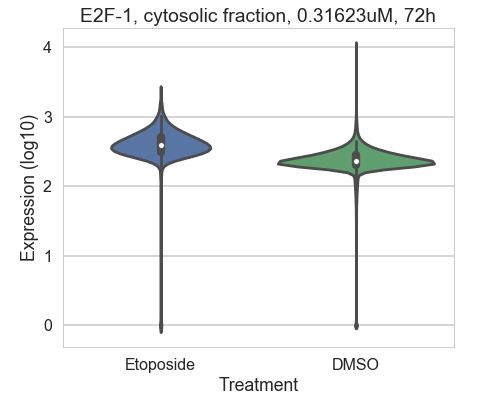 E2F-1, cytosolic fraction, 0.31623uM, 72h
4
3
2
1
0
Expression (log10)
Etoposide
DMSO
Treatment